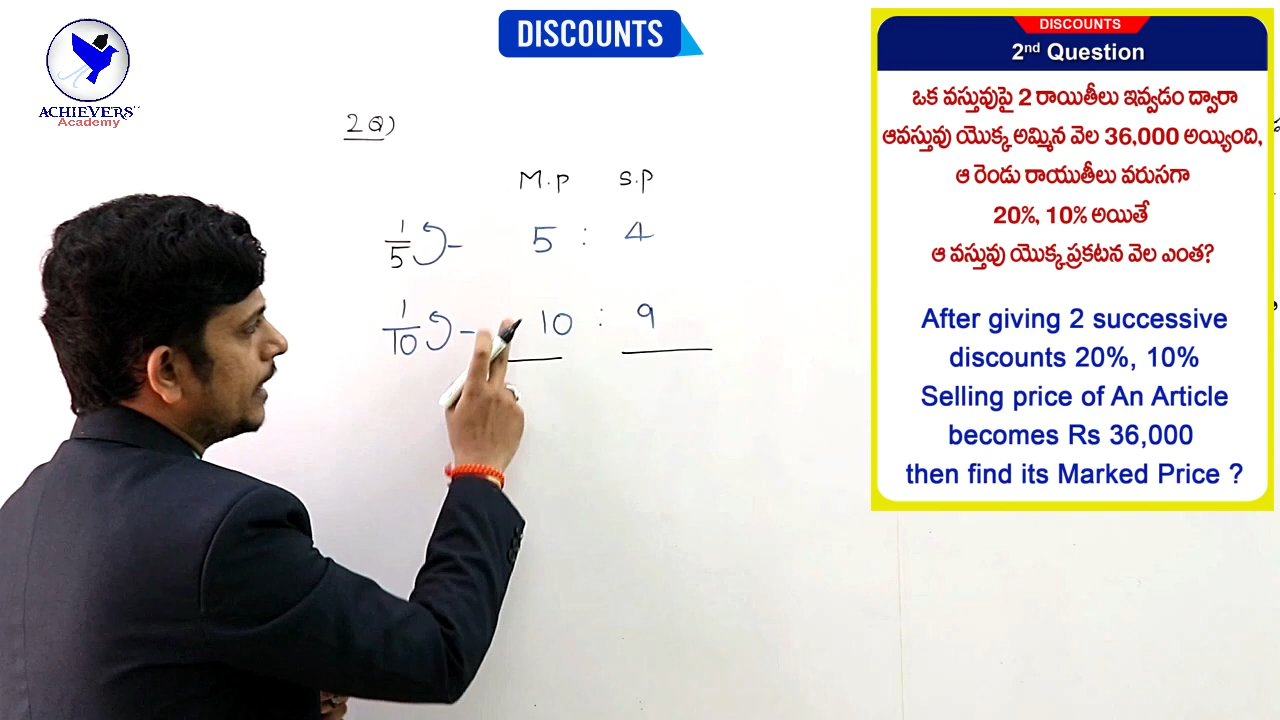 ACHIEVERS''
Academy
DISCOUNTS
2Q)
M.P S.P
1/5 - 5 : 4
1/10 - 10 : 9
DISCOUNTS
2nd Question
ఒక వస్తువుపై 2 రాయితీలు ఇవ్వడం ద్వారా
ఆవస్తువు యొక్క అమ్మిన వెల 36,000 అయ్యింది,
ఆ రెండు రాయుతీలు వరుసగా
20%, 10% అయితే
ఆ వస్తువు యొక్క ప్రకటన వెల ఎంత?
After giving 2 successive
discounts 20%, 10%
Selling price of An Article
becomes Rs 36,000
then find its Marked Price ?